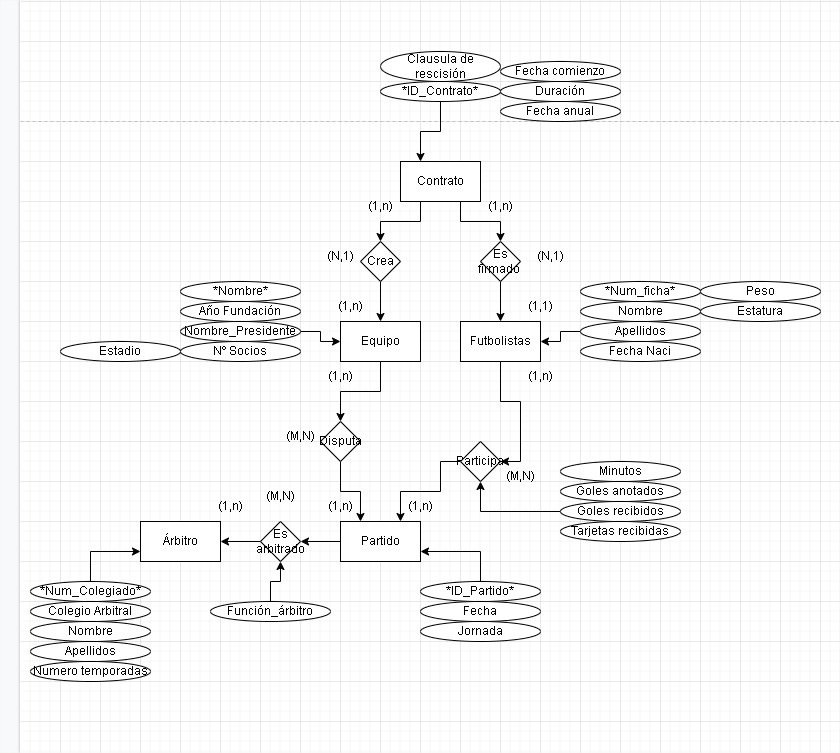 Clausula de
rescisión
Fecha comienzo
*ID_Contrato*
Duración
Fecha anual
Contrato
(1,n)
(1,n)
(N,1)
Crea
Es
firmado
(N,1)
*Nombre*
Año Fundación
Nombre_Presidente
Nº Socios
Estadio
(1,n)
Equipo
(1,1)
Futbolistas
*Num_ficha*
Peso
Nombre
Estatura
Apellidos
Fecha Naci
(1,n)
(1,n)
(M,N)
Disputa
Participa
(M,N)
Minutos
Goles anotados
Goles recibidos
Tarjetas recibidas
(M,N)
(1,n)
(1,n)
(1,n)
Árbitro
Es
arbitrado
Partido
*Num_Colegiado*
Colegio Arbitral
Nombre
Apellidos
Numero temporadas
Función_árbitro
*ID_Partido*
Fecha
Jornada